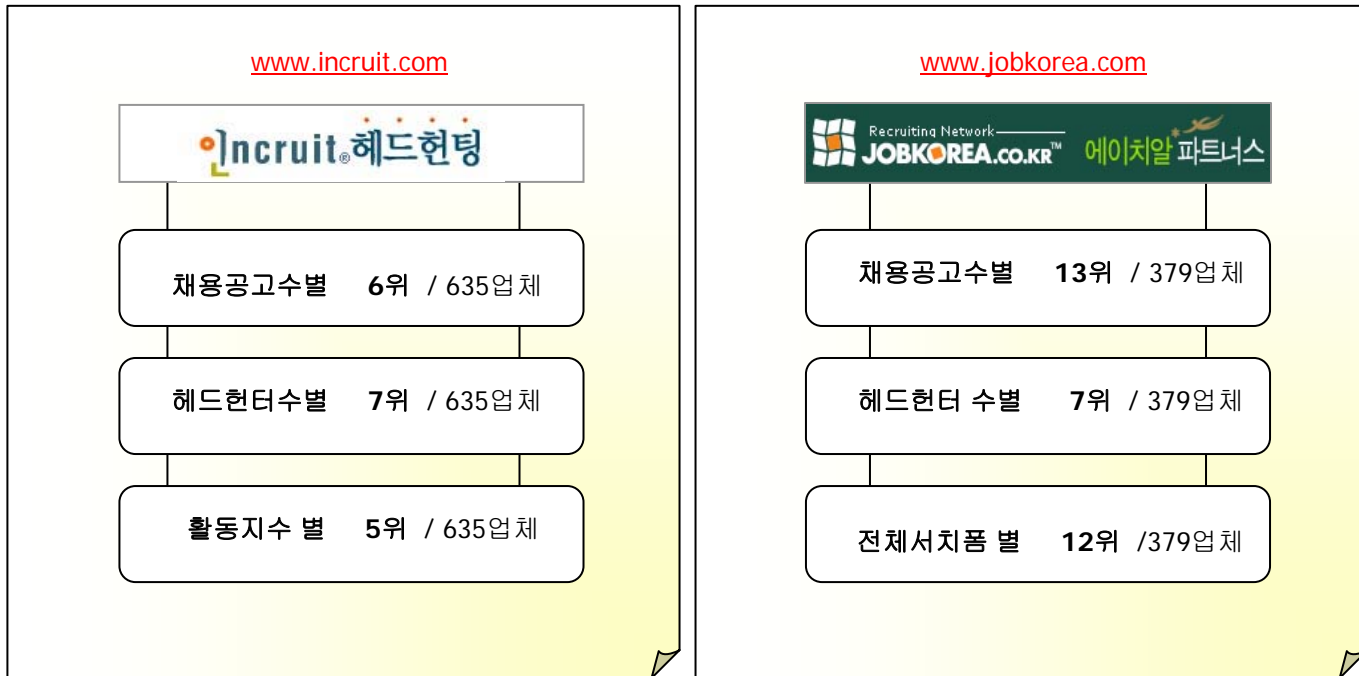 www.incruit.com
인ncruit®헤드헌팅
채용공고수별 6위 / 635업체
헤드헌터수별 7위 / 635업체
활동지수 별 5위 / 635업체
www.jobkorea.com
Recruiting Network
JOBKOREA.CO.KR™ 에이치알 파트너스
채용공고수별 13위 / 379업체
헤드헌터 수별 7위 / 379업체
전체서치폼 별 12위 /379업체